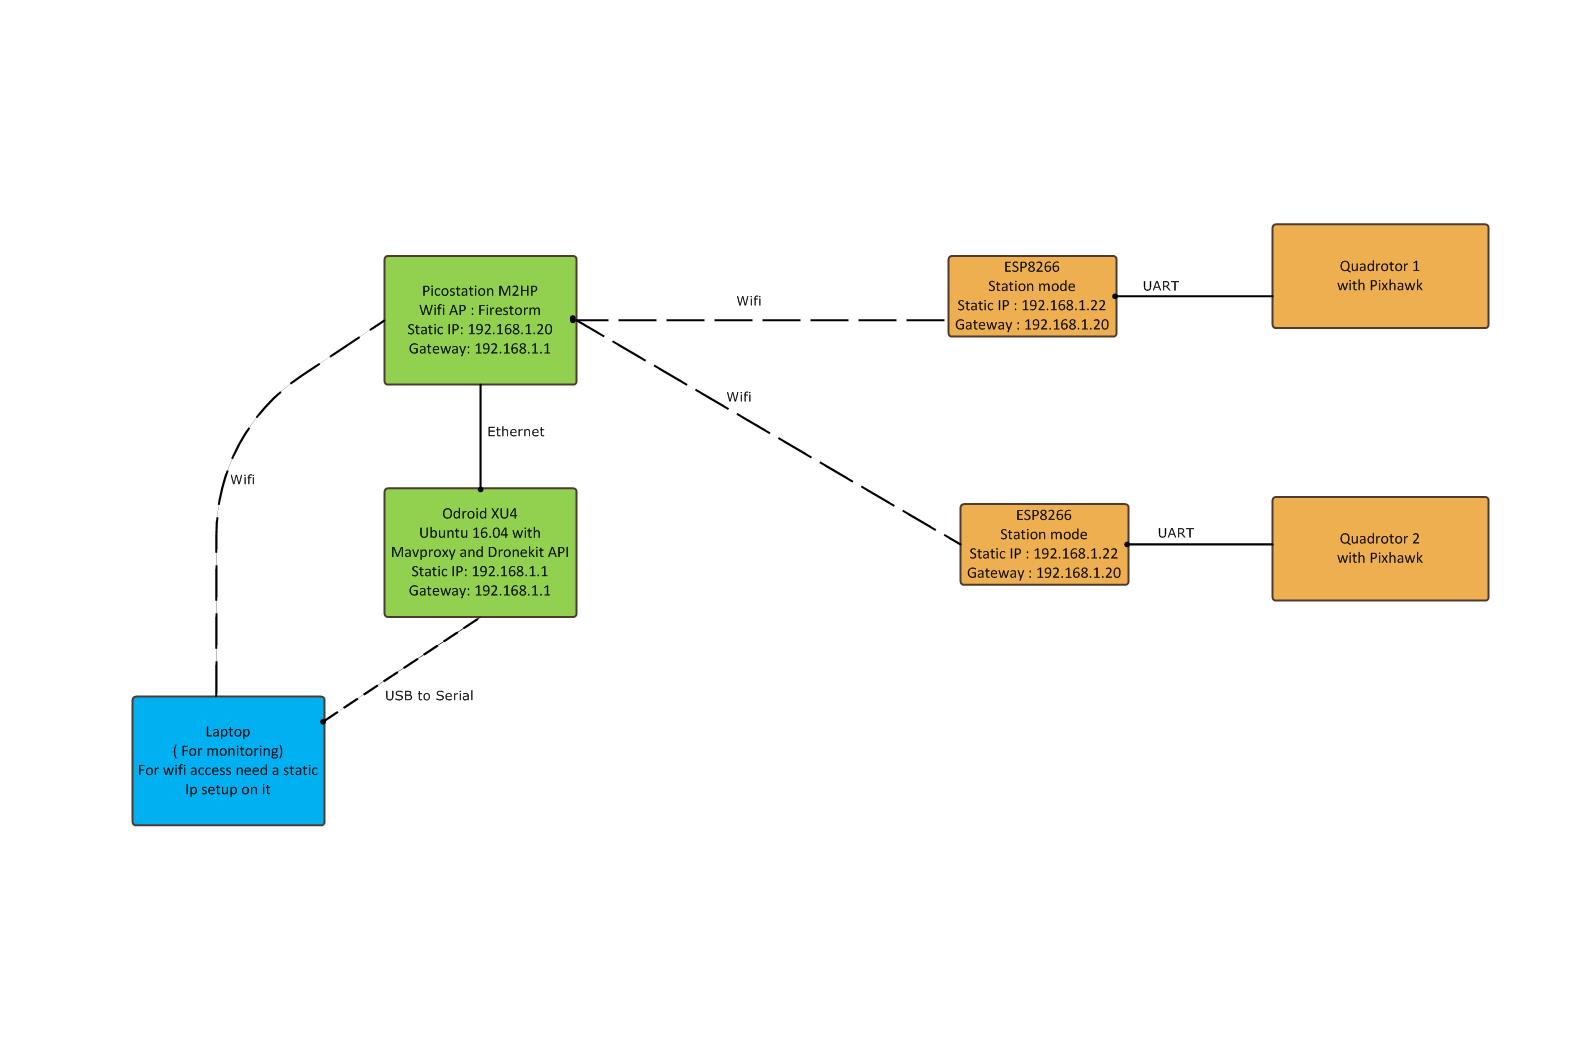 Picostation M2HP
Wifi AP : Firestorm
Static IP: 192.168.1.20
Gateway: 192.168.1.1
Wifi
ESP8266
Station mode
Static IP : 192.168.1.22
Gateway : 192.168.1.20
UART
Quadrotor 1
with Pixhawk
Wifi
Ethernet
Wifi
Odroid XU4
Ubuntu 16.04 with
Mavproxy and Dronekit API
Static IP: 192.168.1.1
Gateway: 192.168.1.1
ESP8266
Station mode
Static IP : 192.168.1.22
Gateway : 192.168.1.20
UART
Quadrotor 2
with Pixhawk
USB to Serial
Laptop
( For monitoring)
For wifi access need a static
Ip setup on it